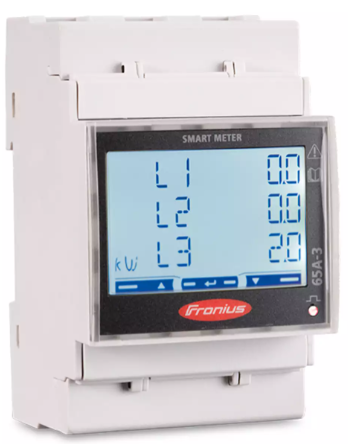 SMART METER
L1 0.0
L2 0.0
L3 2.0
kW
Fronius
65A-3